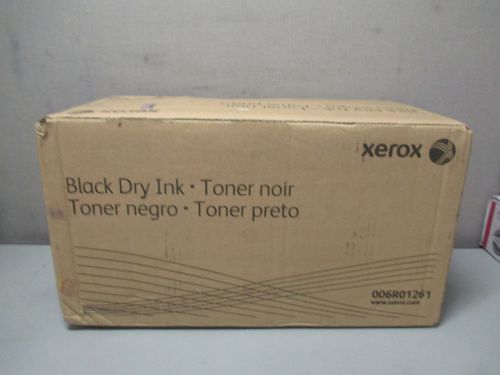 xerox
Black Dry Ink • Toner noir
Toner negro • Toner preto
006R01261
www.xerox.com